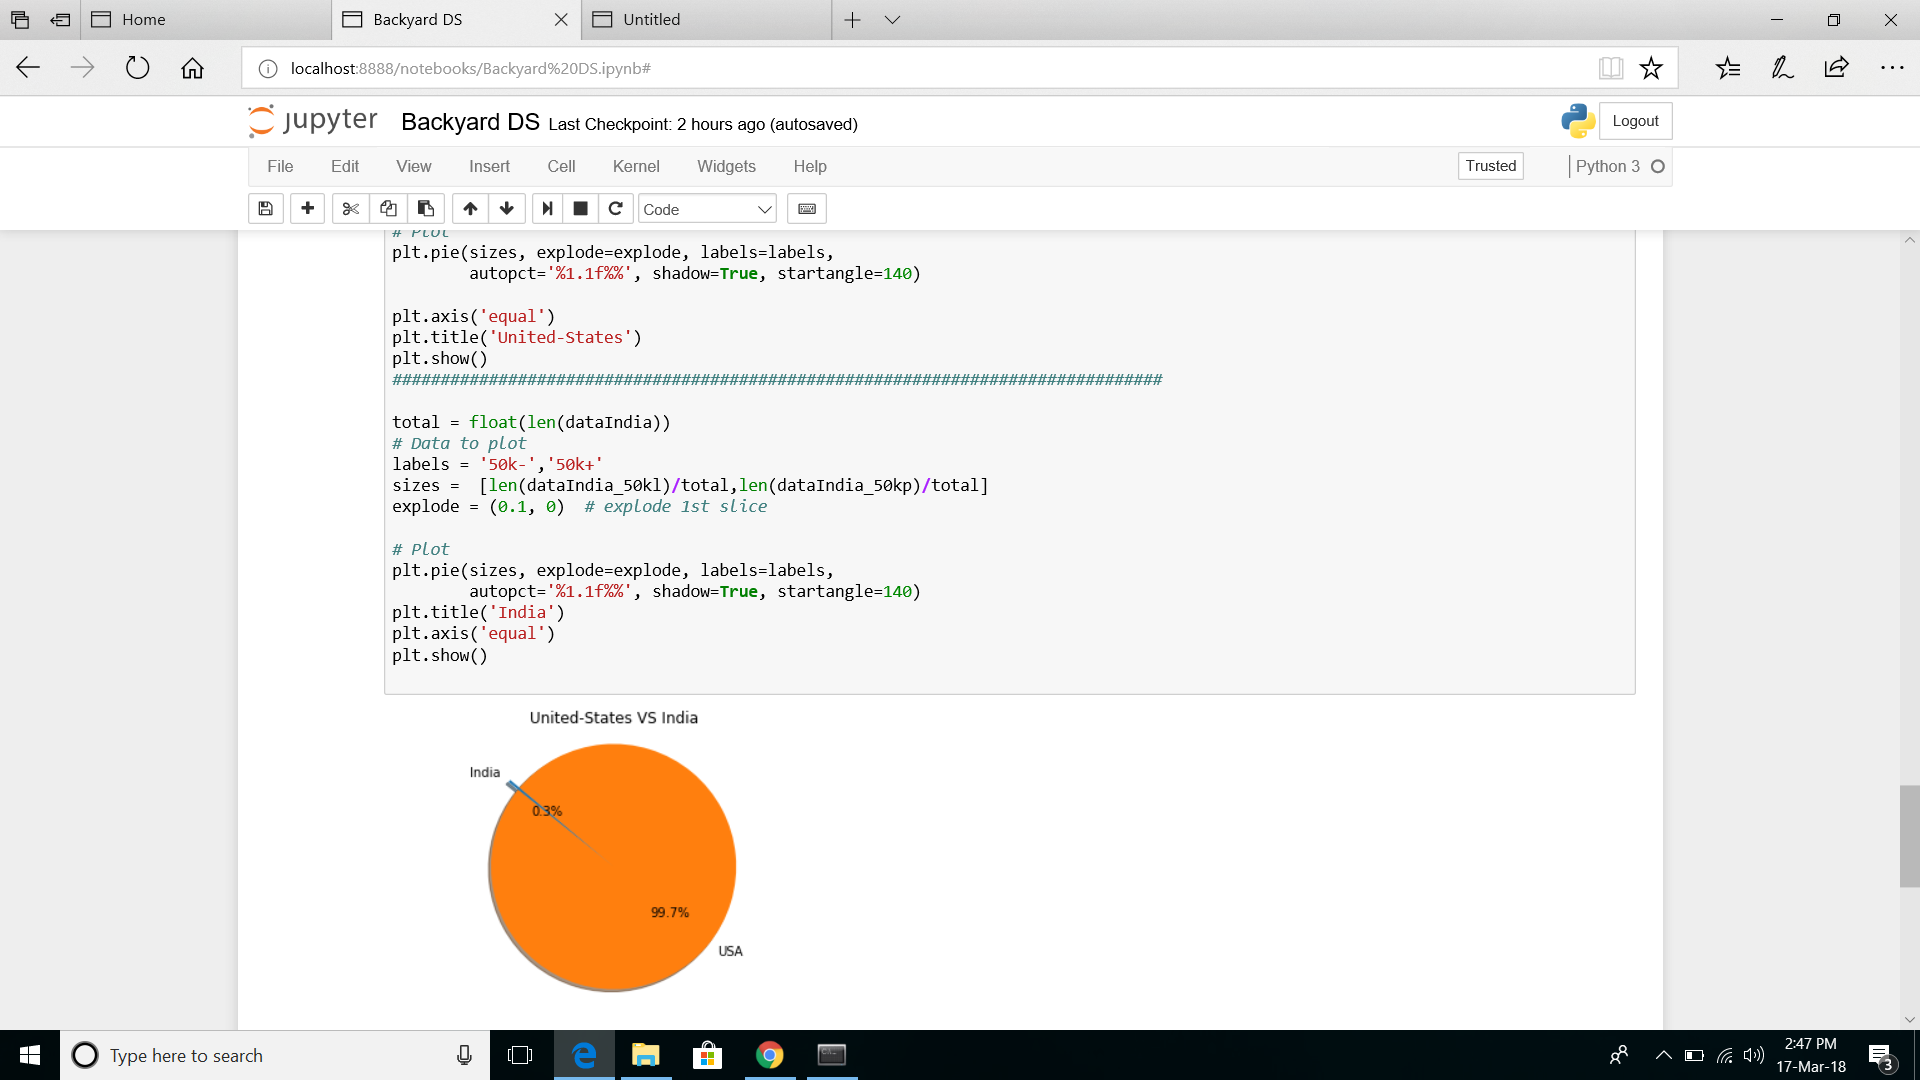 Home
Backyard DS
Untitled
localhost:8888/notebooks/Backyard%20DS.ipynb#
jupyter Backyard DS Last Checkpoint: 2 hours ago (autosaved)
Logout
File Edit View Insert Cell Kernel Widgets Help
Trusted
Python 3
Code
# Plot
plt.pie(sizes, explode=explode, labels=labels,
        autopct='%1.1f%%', shadow=True, startangle=140)
plt.axis('equal')
plt.title('United-States')
plt.show()
################################################################################
total = float(len(dataIndia))
# Data to plot
labels = '50k-','50k+'
sizes =  [len(dataIndia_50kl)/total,len(dataIndia_50kp)/total]
explode = (0.1, 0)  # explode 1st slice
# Plot
plt.pie(sizes, explode=explode, labels=labels,
        autopct='%1.1f%%', shadow=True, startangle=140)
plt.title('India')
plt.axis('equal')
plt.show()
United-States VS India
India
0.3%
99.7%
USA
Type here to search
2:47 PM
17-Mar-18
3